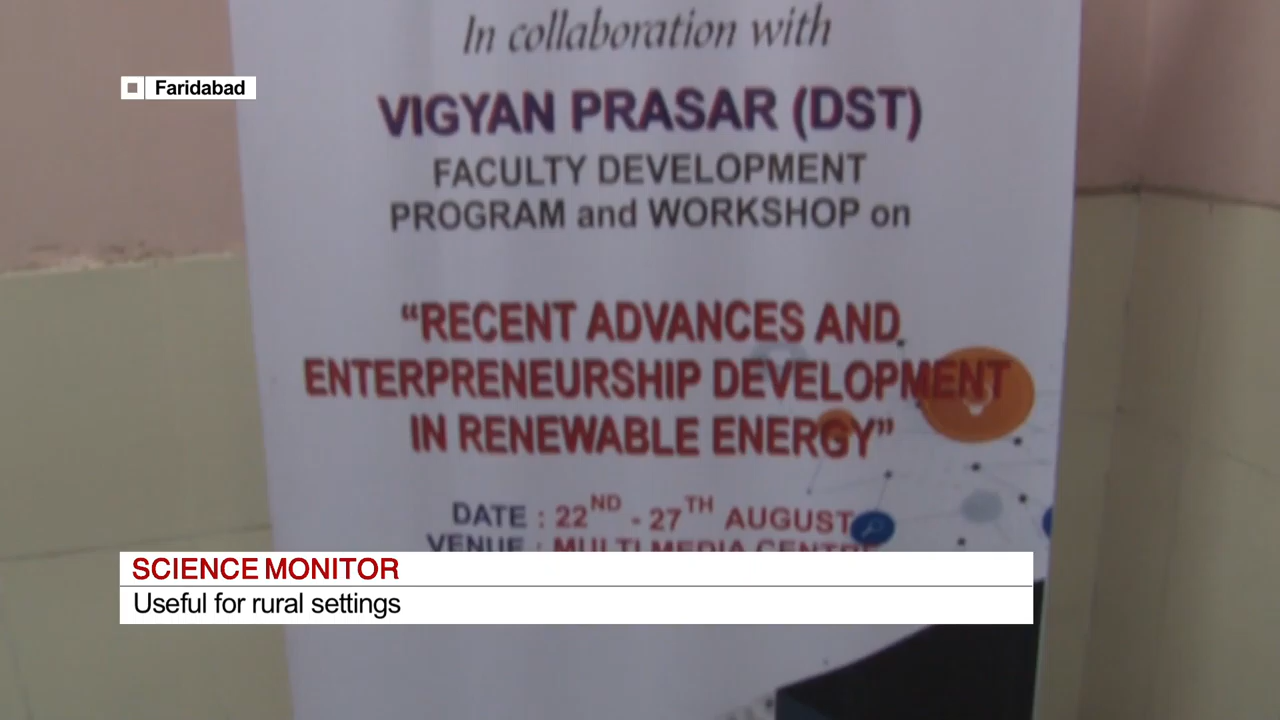 In collaboration with
Faridabad
VIGYAN PRASAR (DST)
FACULTY DEVELOPMENT
PROGRAM and WORKSHOP on
“RECENT ADVANCES AND
ENTERPRENEURSHIP DEVELOPMENT
IN RENEWABLE ENERGY”
DATE : 22ND - 27TH AUGUST
VENUE : MULTI MEDIA CENTRE
SCIENCE MONITOR
Useful for rural settings